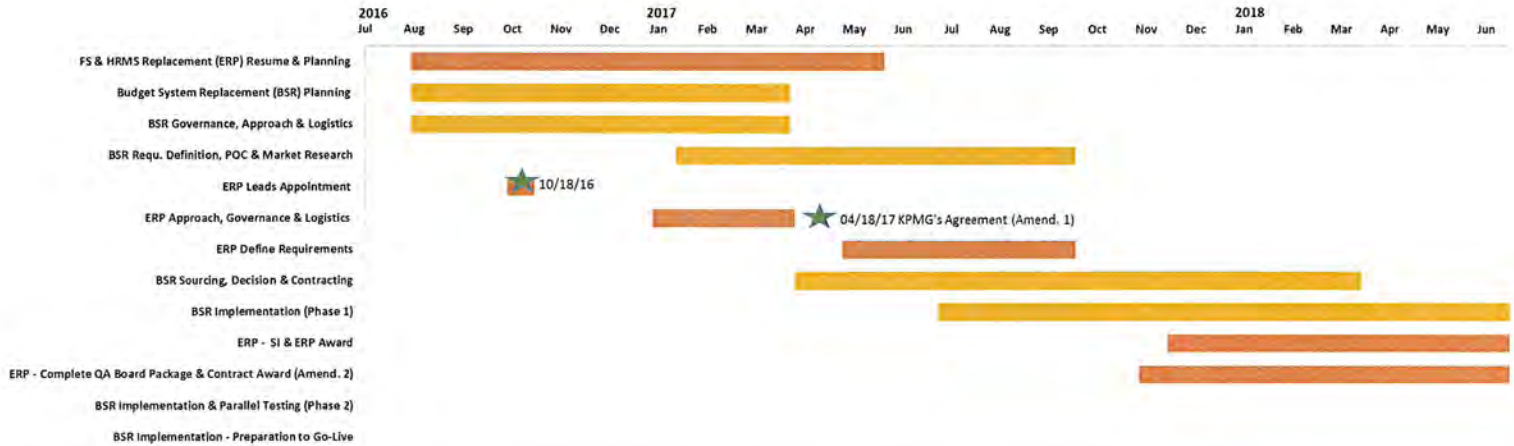 2016 2017 2018
Jul Aug Sep Oct Nov Dec Jan Feb Mar Apr May Jun Jul Aug Sep Oct Nov Dec Jan Feb Mar Apr May Jun
FS & HRMS Replacement (ERP) Resume & Planning
Budget System Replacement (BSR) Planning
BSR Governance, Approach & Logistics
BSR Requ. Definition, POC & Market Research
ERP Leads Appointment 10/18/16
ERP Approach, Governance & Logistics 04/18/17 KPMG's Agreement (Amend. 1)
ERP Define Requirements
BSR Sourcing, Decision & Contracting
BSR Implementation (Phase 1)
ERP - SI & ERP Award
ERP - Complete QA Board Package & Contract Award (Amend. 2)
BSR Implementation & Parallel Testing (Phase 2)
BSR Implementation - Preparation to Go-Live